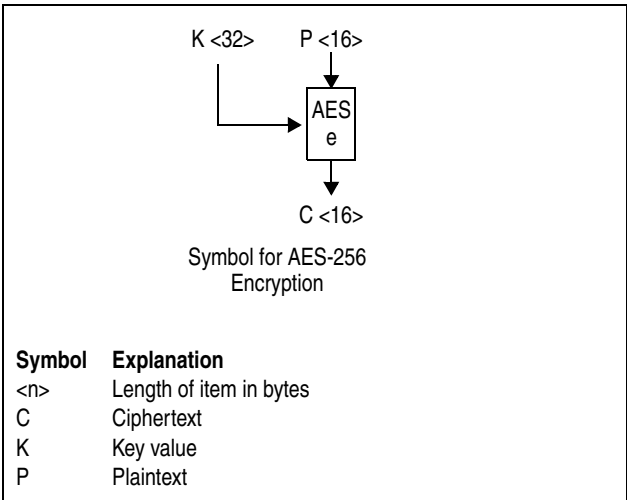 K <32> P <16>
AES
e
C <16>
Symbol for AES-256
Encryption
Symbol Explanation
<n> Length of item in bytes
C Ciphertext
K Key value
P Plaintext